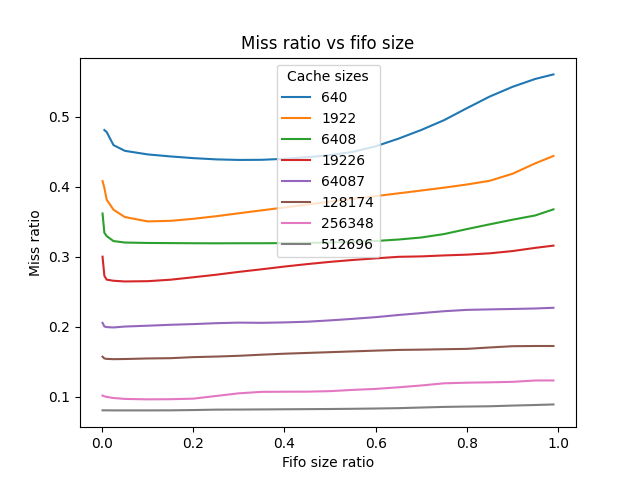 Miss ratio vs fifo size
Cache sizes
640
1922
6408
19226
64087
128174
256348
512696
Miss ratio
0.5
0.4
0.3
0.2
0.1
0.0 0.2 0.4 0.6 0.8 1.0
Fifo size ratio